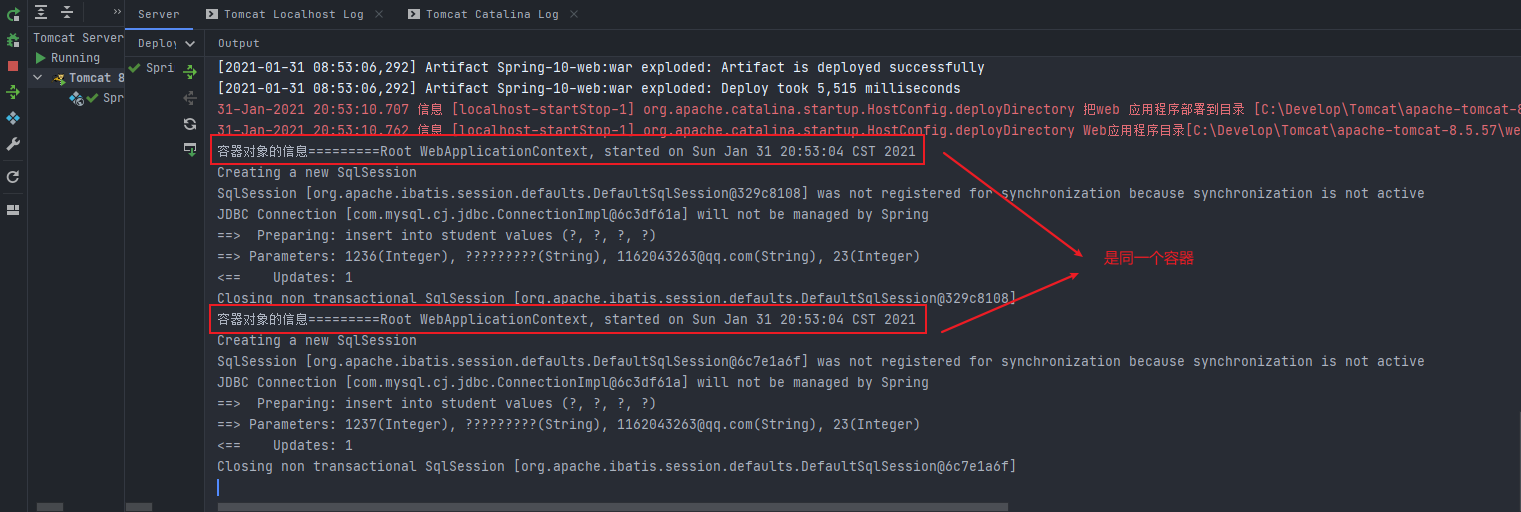 Server
Tomcat Localhost Log
Tomcat Catalina Log
Tomcat Server
Running
Tomcat 8
Spr
Deploy
Spri
Output
[2021-01-31 08:53:06,292] Artifact Spring-10-web:war exploded: Artifact is deployed successfully
[2021-01-31 08:53:06,292] Artifact Spring-10-web:war exploded: Deploy took 5,515 milliseconds
31-Jan-2021 20:53:10.707 信息 [localhost-startStop-1] org.apache.catalina.startup.HostConfig.deployDirectory 把web 应用程序部署到目录 [C:\Develop\Tomcat\apache-tomcat-8
31-Jan-2021 20:53:10.762 信息 [localhost-startStop-1] org.apache.catalina.startup.HostConfig.deployDirectory Web应用程序目录[C:\Develop\Tomcat\apache-tomcat-8.5.57\we
容器对象的信息=========Root WebApplicationContext, started on Sun Jan 31 20:53:04 CST 2021
Creating a new SqlSession
SqlSession [org.apache.ibatis.session.defaults.DefaultSqlSession@329c8108] was not registered for synchronization because synchronization is not active
JDBC Connection [com.mysql.cj.jdbc.ConnectionImpl@6c3df61a] will not be managed by Spring
==>  Preparing: insert into student values (?, ?, ?, ?)
==> Parameters: 1236(Integer), ?????????(String), 1162043263@qq.com(String), 23(Integer)
<==    Updates: 1
Closing non transactional SqlSession [org.apache.ibatis.session.defaults.DefaultSqlSession@329c8108]
容器对象的信息=========Root WebApplicationContext, started on Sun Jan 31 20:53:04 CST 2021
Creating a new SqlSession
SqlSession [org.apache.ibatis.session.defaults.DefaultSqlSession@6c7e1a6f] was not registered for synchronization because synchronization is not active
JDBC Connection [com.mysql.cj.jdbc.ConnectionImpl@6c3df61a] will not be managed by Spring
==>  Preparing: insert into student values (?, ?, ?, ?)
==> Parameters: 1237(Integer), ?????????(String), 1162043263@qq.com(String), 23(Integer)
<==    Updates: 1
Closing non transactional SqlSession [org.apache.ibatis.session.defaults.DefaultSqlSession@6c7e1a6f]
是同一个容器